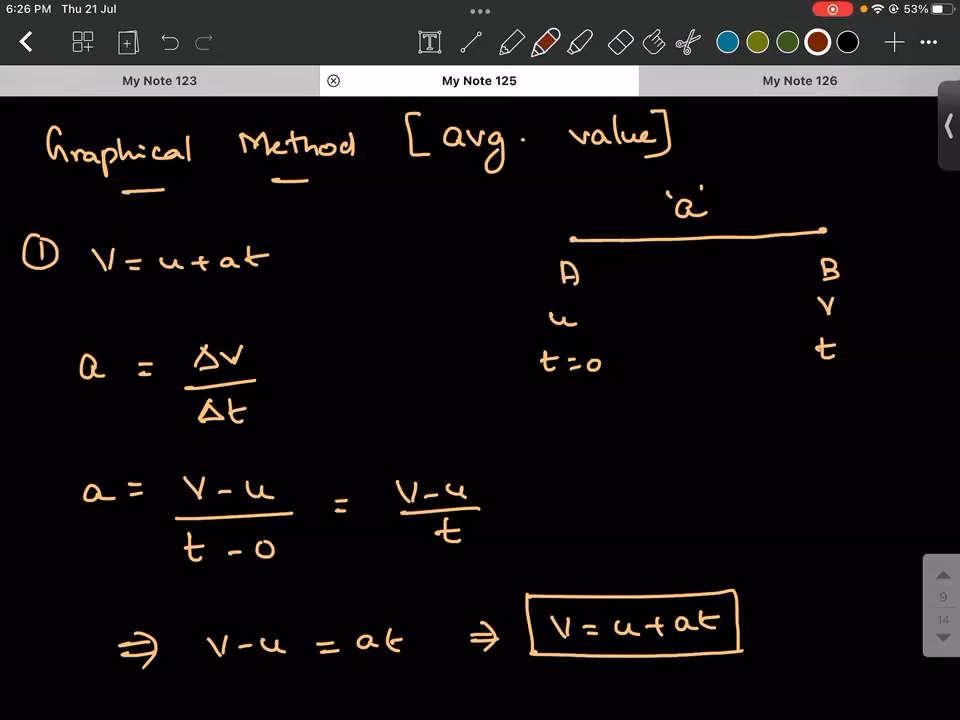 6:26 PM Thu 21 Jul 53%
My Note 123 My Note 125 My Note 126
Graphical Method [avg. value]
'a'
① v = u + at
A B
u v
t = 0 t
a = Δv / Δt
a = v - u / t - 0 = v - u / t
⇒ v - u = at ⇒ v = u + at
9
14